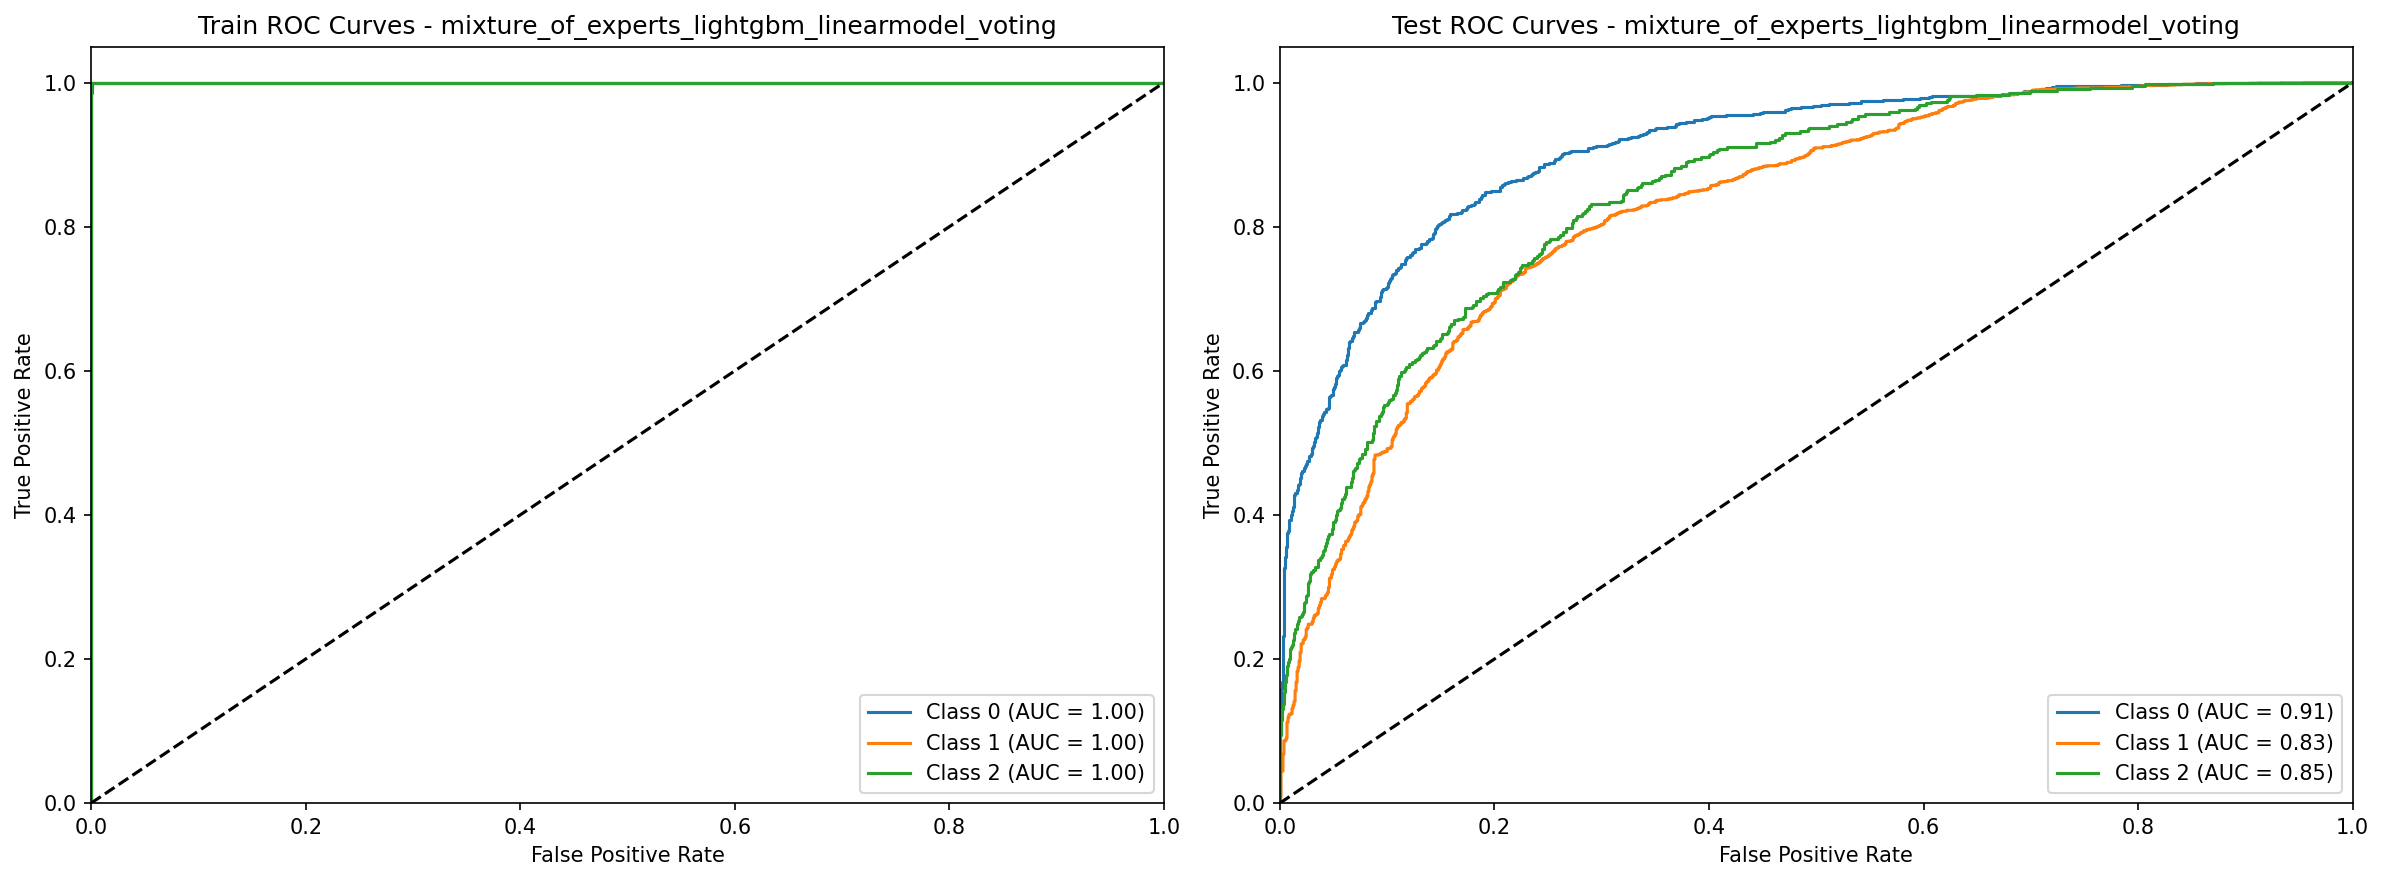 Train ROC Curves - mixture_of_experts_lightgbm_linearmodel_voting
True Positive Rate
1.0
0.8
0.6
0.4
0.2
0.0
0.0 0.2 0.4 0.6 0.8 1.0
False Positive Rate
Class 0 (AUC = 1.00)
Class 1 (AUC = 1.00)
Class 2 (AUC = 1.00)
Test ROC Curves - mixture_of_experts_lightgbm_linearmodel_voting
True Positive Rate
1.0
0.8
0.6
0.4
0.2
0.0
0.0 0.2 0.4 0.6 0.8 1.0
False Positive Rate
Class 0 (AUC = 0.91)
Class 1 (AUC = 0.83)
Class 2 (AUC = 0.85)